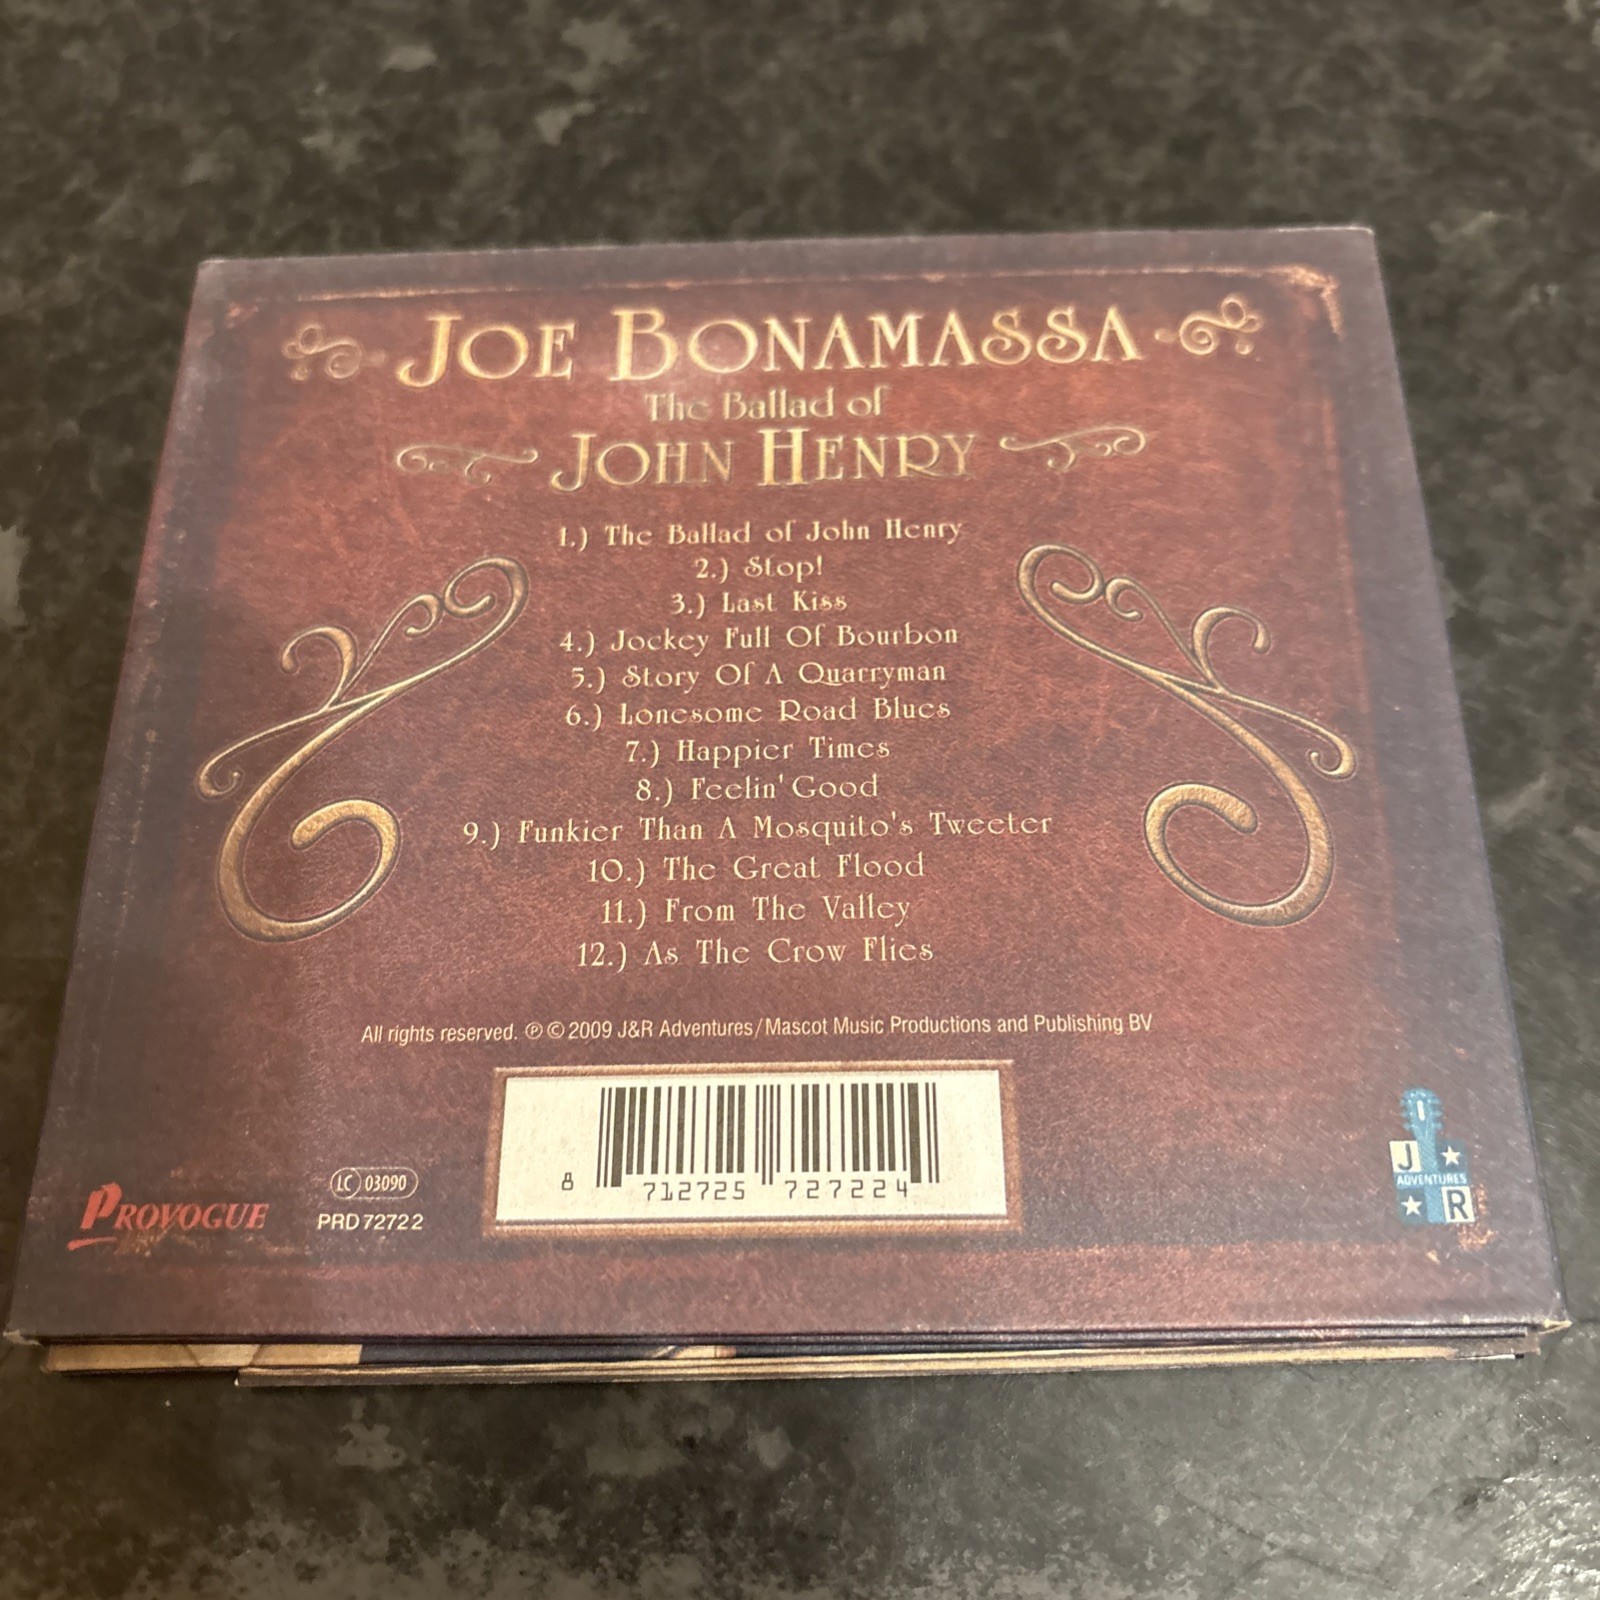 JOE BONAMASSA
The Ballad of
JOHN HENRY
1.) The Ballad of John Henry
2.) Stop!
3.) Last Kiss
4.) Jockey Full Of Bourbon
5.) Story Of A Quarryman
6.) Lonesome Road Blues
7.) Happier Times
8.) Feelin' Good
9.) Funkier Than A Mosquito's Tweeter
10.) The Great Flood
11.) From The Valley
12.) As The Crow Flies
All rights reserved. ℗ © 2009 J&R Adventures/Mascot Music Productions and Publishing BV
PROVOGUE
LC 03090
PRD 7272 2
8 712725 727224
J
ADVENTURES
R